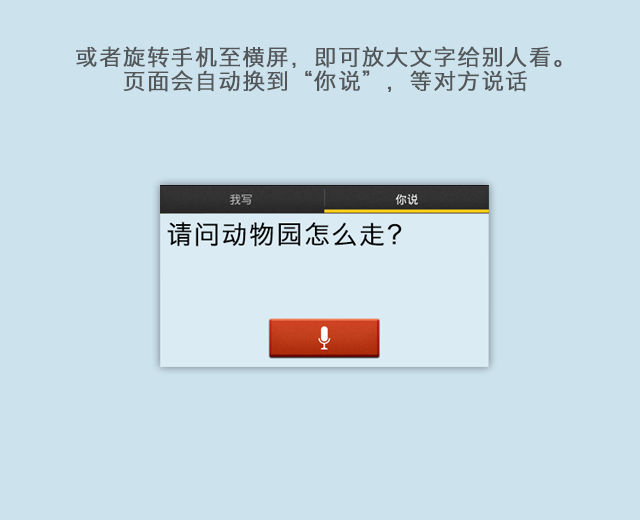 或者旋转手机至横屏，即可放大文字给别人看。
页面会自动换到“你说”，等对方说话
我写 你说
请问动物园怎么走?